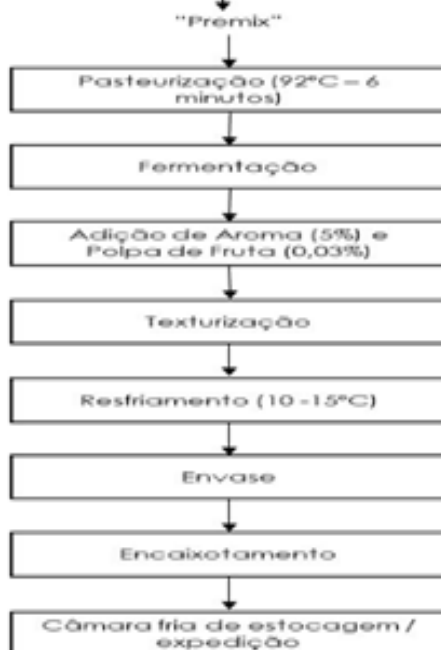 "Premix"
Pasteurização (92ºC – 6
minutos)
Fermentação
Adição de Aroma (5%) e
Polpa de Fruta (0,03%)
Texturização
Resfriamento (10 -15ºC)
Envase
Encaixotamento
Câmara fria de estocagem /
expedição